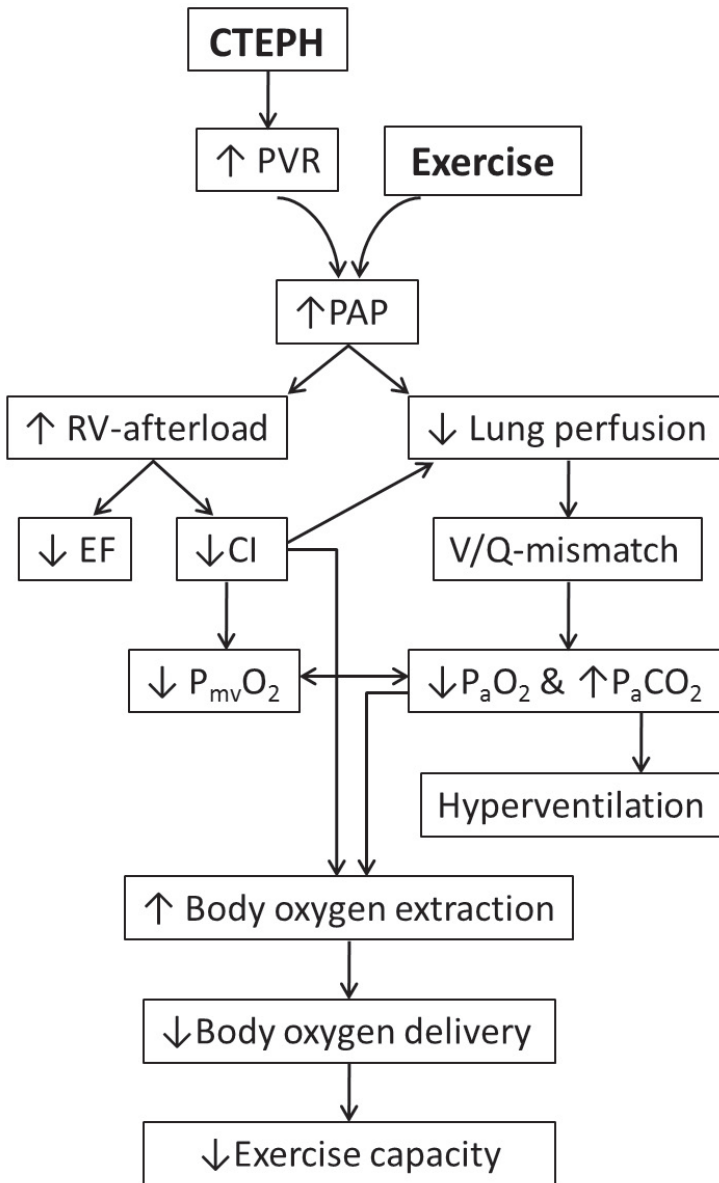 CTEPH
↑ PVR
Exercise
↑PAP
↑ RV-afterload
↓ Lung perfusion
↓ EF
↓CI
V/Q-mismatch
↓ PmvO2
↓PaO2 & ↑PaCO2
Hyperventilation
↑ Body oxygen extraction
↓Body oxygen delivery
↓Exercise capacity